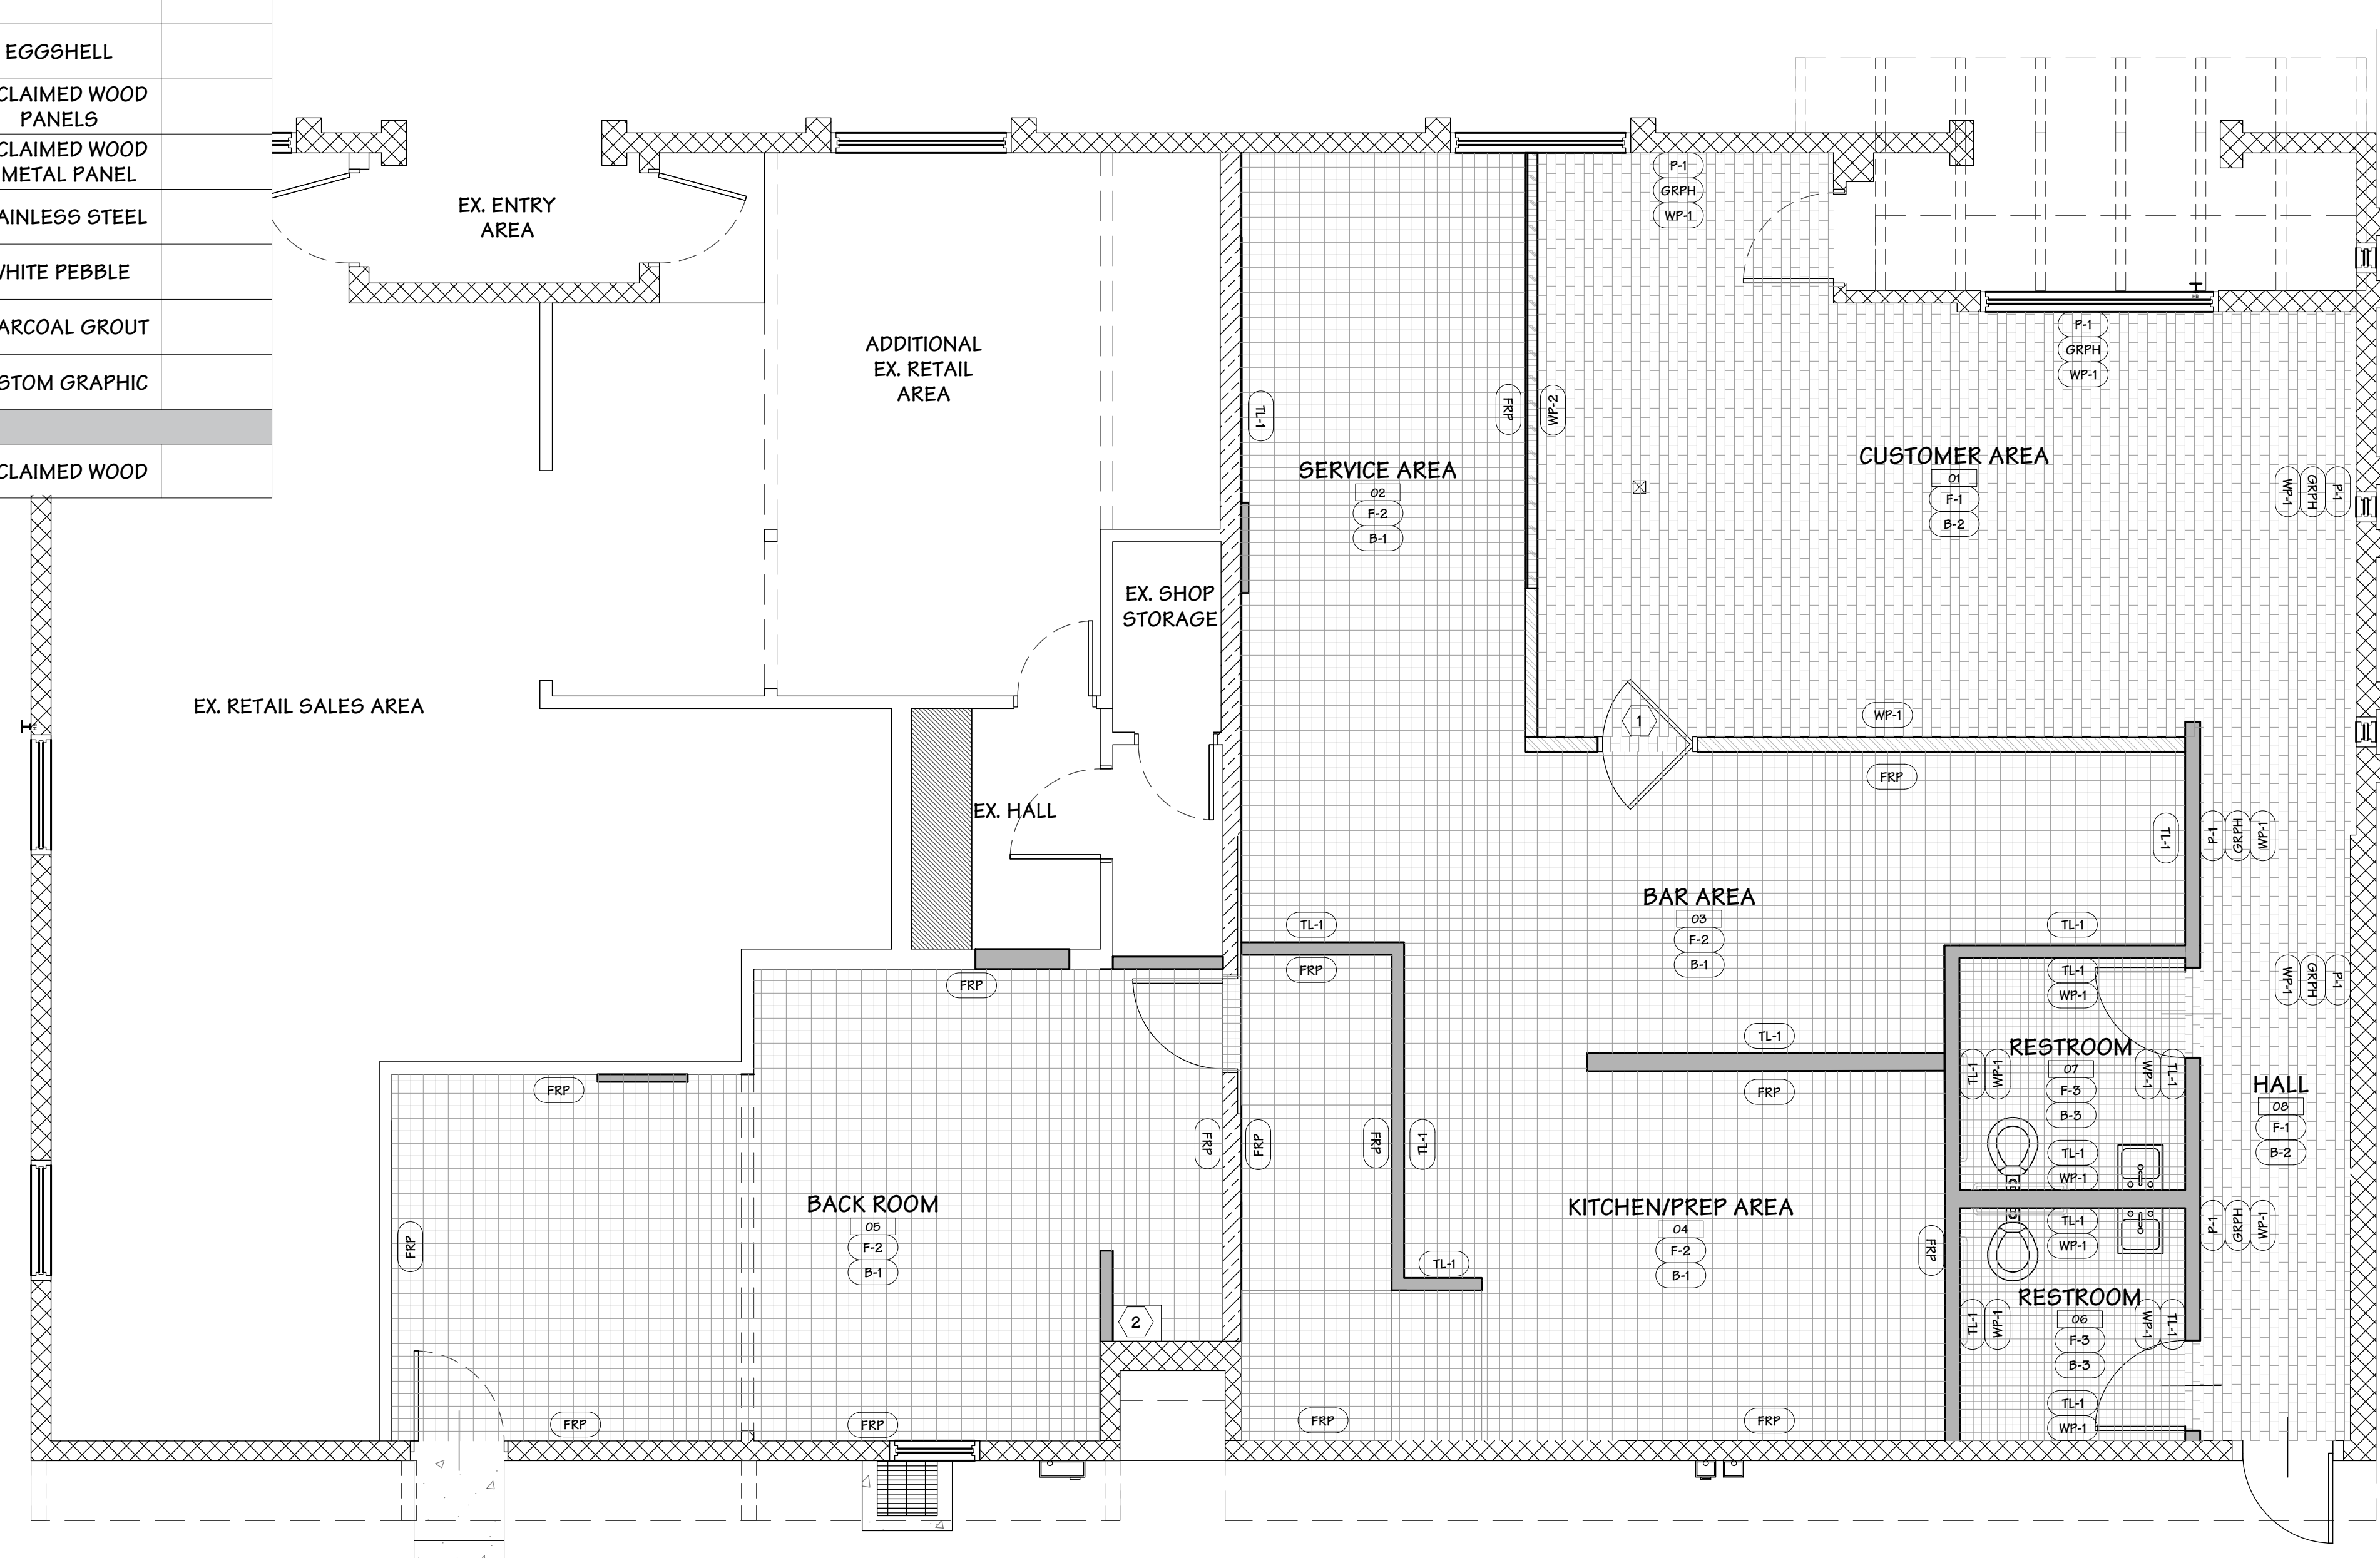 EGGSHELL
CLAIMED WOOD
PANELS
CLAIMED WOOD
METAL PANEL
AINLESS STEEL
WHITE PEBBLE
ARCOAL GROUT
STOM GRAPHIC
CLAIMED WOOD
EX. ENTRY
AREA
ADDITIONAL
EX. RETAIL
AREA
EX. SHOP
STORAGE
EX. RETAIL SALES AREA
EX. HALL
P-1
GRPH
WP-1
P-1
GRPH
WP-1
TL-1
FRP
WP-2
SERVICE AREA
02
F-2
B-1
CUSTOMER AREA
01
F-1
B-2
WP-1
GRPH
P-1
1
WP-1
FRP
TL-1
P-1
GRPH
WP-1
BAR AREA
03
F-2
B-1
TL-1
TL-1
FRP
FRP
TL-1
WP-1
WP-1
GRPH
P-1
TL-1
FRP
FRP
RESTROOM
07
F-3
B-3
TL-1
WP-1
WP-1
TL-1
HALL
08
F-1
B-2
FRP
FRP
FRP
TL-1
TL-1
WP-1
BACK ROOM
05
F-2
B-1
FRP
KITCHEN/PREP AREA
04
F-2
B-1
FRP
TL-1
WP-1
P-1
GRPH
WP-1
TL-1
2
RESTROOM
06
F-3
B-3
TL-1
WP-1
WP-1
TL-1
TL-1
WP-1
FRP
FRP
FRP
FRP